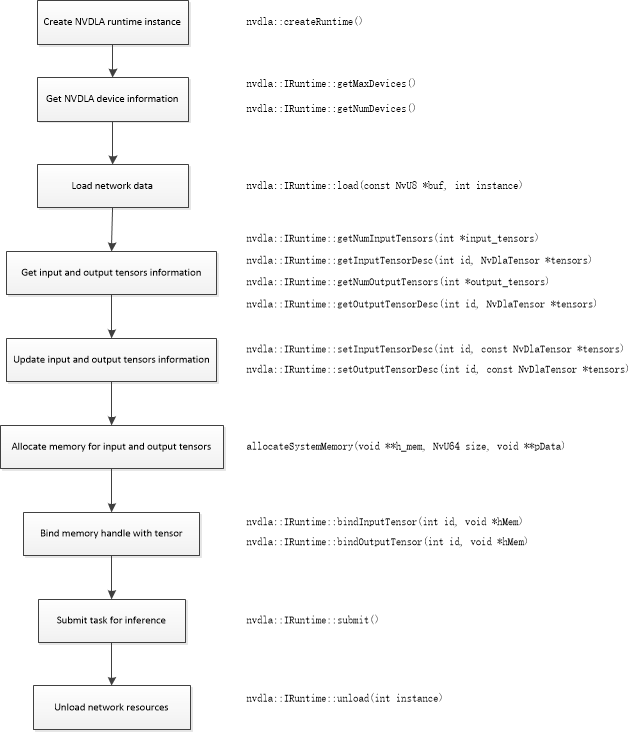 Create NVDLA runtime instance
nvdla::createRuntime()
Get NVDLA device information
nvdla::IRuntime::getMaxDevices()
nvdla::IRuntime::getNumDevices()
Load network data
nvdla::IRuntime::load(const NvU8 *buf, int instance)
Get input and output tensors information
nvdla::IRuntime::getNumInputTensors(int *input_tensors)
nvdla::IRuntime::getInputTensorDesc(int id, NvDlaTensor *tensors)
nvdla::IRuntime::getNumOutputTensors(int *output_tensors)
nvdla::IRuntime::getOutputTensorDesc(int id, NvDlaTensor *tensors)
Update input and output tensors information
nvdla::IRuntime::setInputTensorDesc(int id, const NvDlaTensor *tensors)
nvdla::IRuntime::setOutputTensorDesc(int id, const NvDlaTensor *tensors)
Allocate memory for input and output tensors
allocateSystemMemory(void **h_mem, NvU64 size, void **pData)
Bind memory handle with tensor
nvdla::IRuntime::bindInputTensor(int id, void *hMem)
nvdla::IRuntime::bindOutputTensor(int id, void *hMem)
Submit task for inference
nvdla::IRuntime::submit()
Unload network resources
nvdla::IRuntime::unload(int instance)